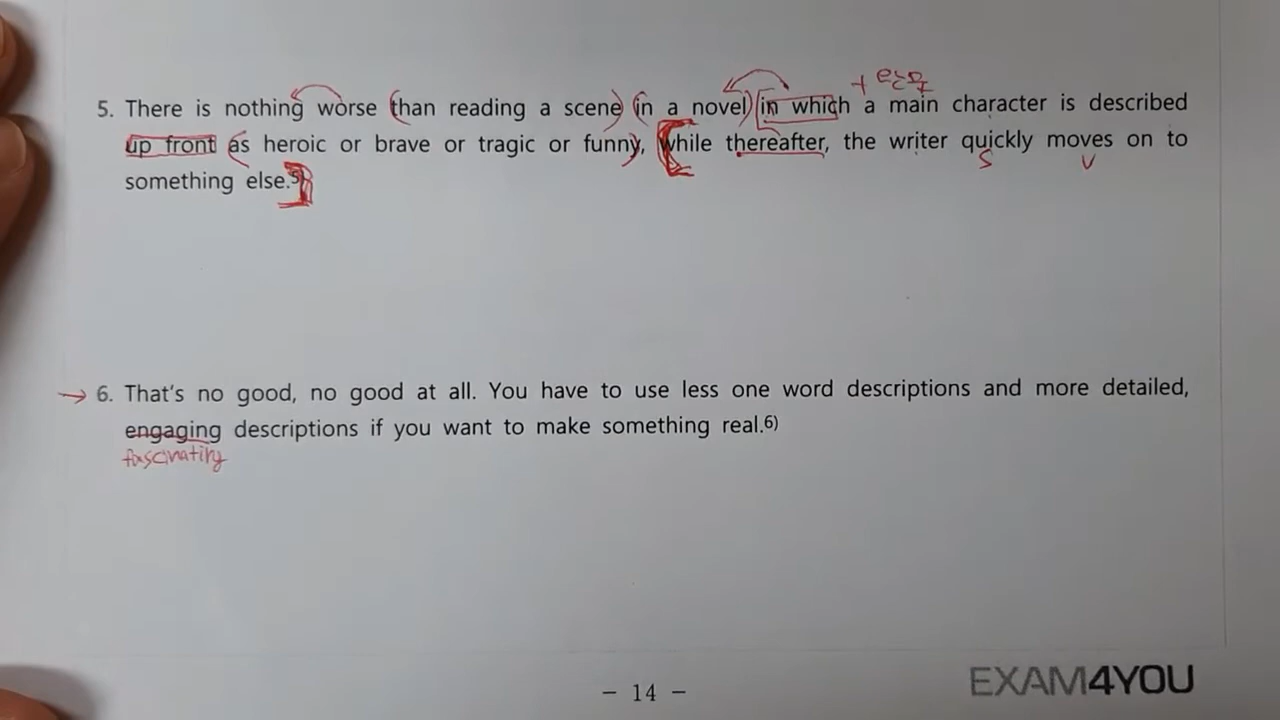 + 완문
5. There is nothing worse than reading a scene in a novel in which a main character is described
up front as heroic or brave or tragic or funny, while thereafter, the writer quickly moves on to
S V
something else.5)
→ 6. That's no good, no good at all. You have to use less one word descriptions and more detailed,
engaging descriptions if you want to make something real.6)
fascinating
- 14 -
EXAM4YOU